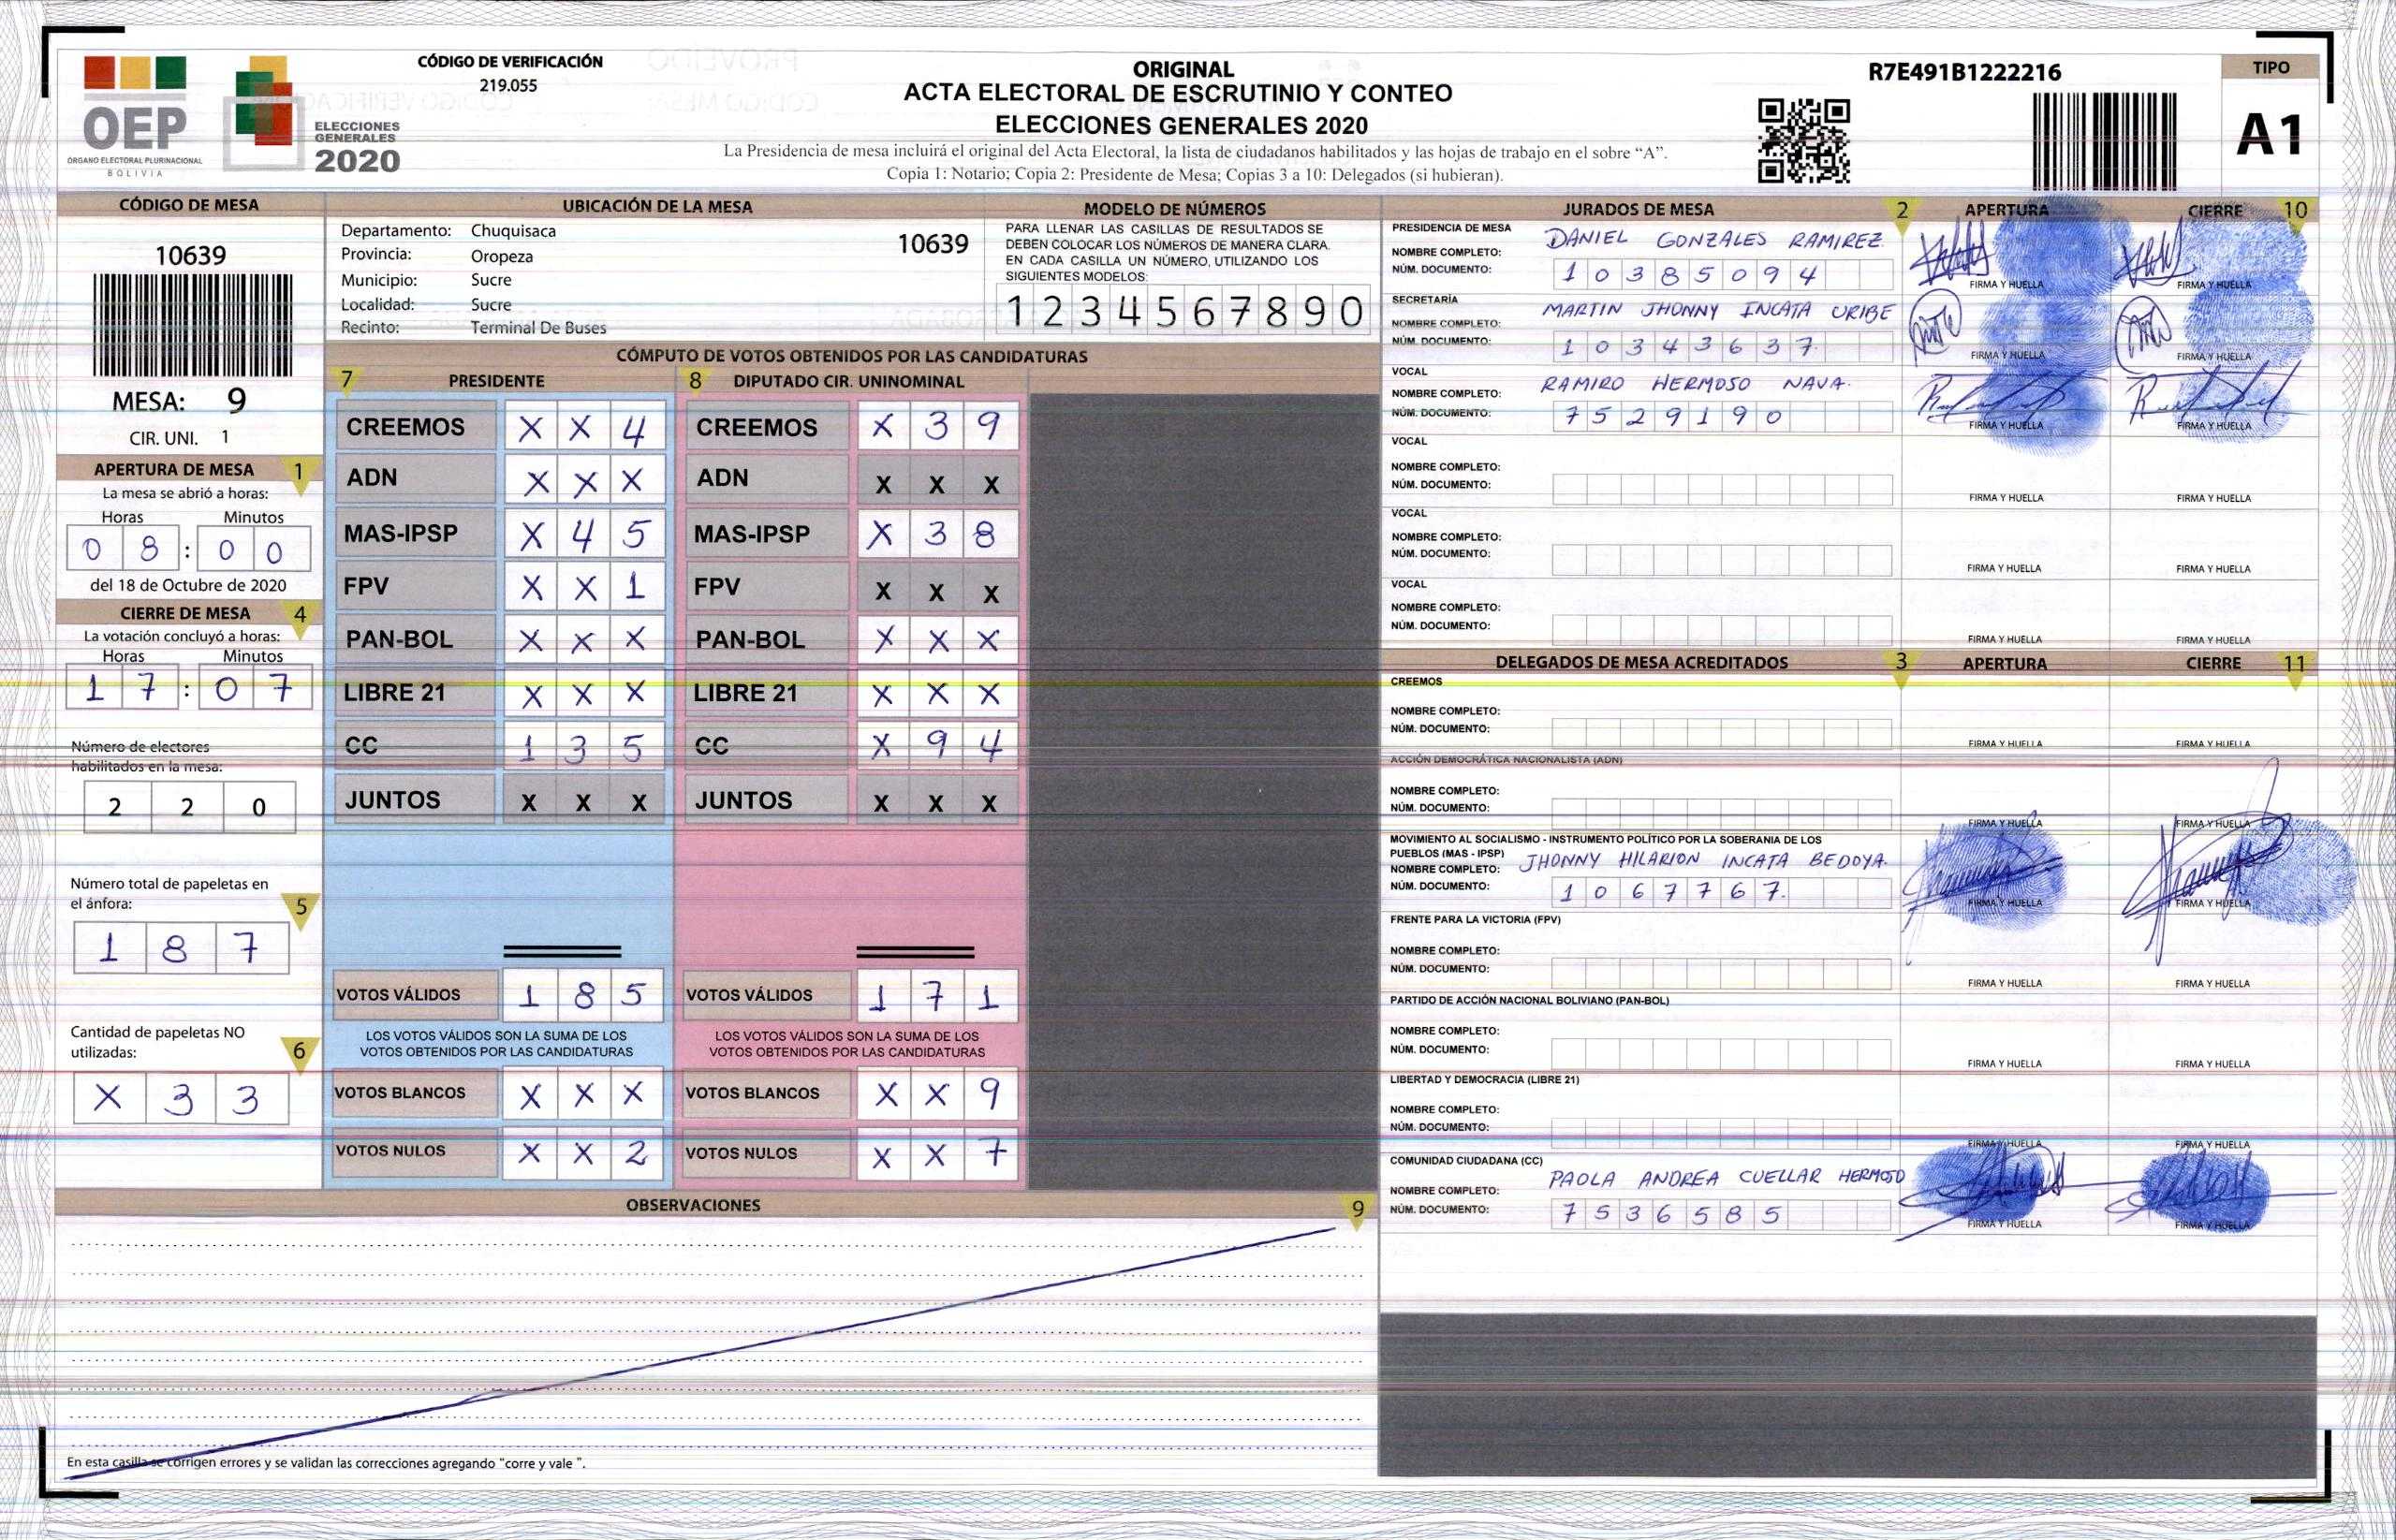 CÓDIGO DE VERIFICACIÓN
219.055
OEP
ORGANO ELECTORAL PLURINACIONAL
BOLIVIA
ELECCIONES
GENERALES
2020
ORIGINAL
ACTA ELECTORAL DE ESCRUTINIO Y CONTEO
ELECCIONES GENERALES 2020
La Presidencia de mesa incluirá el original del Acta Electoral, la lista de ciudadanos habilitados y las hojas de trabajo en el sobre “A”.
Copia 1: Notario; Copia 2: Presidente de Mesa; Copias 3 a 10: Delegados (si hubieran).
R7E491B1222216
TIPO
A1
CÓDIGO DE MESA
10639
MESA: 9
CIR. UNI. 1
APERTURA DE MESA 1
La mesa se abrió a horas:
Horas Minutos
0 8 : 0 0
del 18 de Octubre de 2020
CIERRE DE MESA 4
La votación concluyó a horas:
Horas Minutos
1 7 : 0 7
Número de electores
habilitados en la mesa:
2 2 0
Número total de papeletas en
el ánfora: 5
1 8 7
Cantidad de papeletas NO
utilizadas: 6
X 3 3
UBICACIÓN DE LA MESA
Departamento: Chuquisaca
10639
Provincia: Oropeza
Municipio: Sucre
Localidad: Sucre
Recinto: Terminal De Buses
MODELO DE NÚMEROS
PARA LLENAR LAS CASILLAS DE RESULTADOS SE
DEBEN COLOCAR LOS NÚMEROS DE MANERA CLARA.
EN CADA CASILLA UN NÚMERO, UTILIZANDO LOS
SIGUIENTES MODELOS:
1 2 3 4 5 6 7 8 9 0
CÓMPUTO DE VOTOS OBTENIDOS POR LAS CANDIDATURAS
7 PRESIDENTE
8 DIPUTADO CIR. UNINOMINAL
CREEMOS X X 4 CREEMOS X 3 9
ADN X X X ADN X X X
MAS-IPSP X 4 5 MAS-IPSP X 3 8
FPV X X 1 FPV X X X
PAN-BOL X X X PAN-BOL X X X
LIBRE 21 X X X LIBRE 21 X X X
CC 1 3 5 CC X 9 4
JUNTOS X X X JUNTOS X X X
VOTOS VÁLIDOS 1 8 5 VOTOS VÁLIDOS 1 7 1
LOS VOTOS VÁLIDOS SON LA SUMA DE LOS LOS VOTOS VÁLIDOS SON LA SUMA DE LOS
VOTOS OBTENIDOS POR LAS CANDIDATURAS VOTOS OBTENIDOS POR LAS CANDIDATURAS
VOTOS BLANCOS X X X VOTOS BLANCOS X X 9
VOTOS NULOS X X 2 VOTOS NULOS X X 7
OBSERVACIONES 9
En esta casilla se corrigen errores y se validan las correcciones agregando “corre y vale ”.
JURADOS DE MESA 2 APERTURA CIERRE 10
PRESIDENCIA DE MESA
NOMBRE COMPLETO: DANIEL GONZALES RAMIREZ.
NÚM. DOCUMENTO: 1 0 3 8 5 0 9 4
FIRMA Y HUELLA FIRMA Y HUELLA
SECRETARÍA
NOMBRE COMPLETO: MARTIN JHONNY INCATA URIBE
NÚM. DOCUMENTO: 1 0 3 4 3 6 3 7.
FIRMA Y HUELLA FIRMA Y HUELLA
VOCAL
NOMBRE COMPLETO: RAMIRO HERMOSO NAVA.
NÚM. DOCUMENTO: 7 5 2 9 1 9 0
FIRMA Y HUELLA FIRMA Y HUELLA
VOCAL
NOMBRE COMPLETO:
NÚM. DOCUMENTO:
FIRMA Y HUELLA FIRMA Y HUELLA
VOCAL
NOMBRE COMPLETO:
NÚM. DOCUMENTO:
FIRMA Y HUELLA FIRMA Y HUELLA
VOCAL
NOMBRE COMPLETO:
NÚM. DOCUMENTO:
FIRMA Y HUELLA FIRMA Y HUELLA
DELEGADOS DE MESA ACREDITADOS 3 APERTURA CIERRE 11
CREEMOS
NOMBRE COMPLETO:
NÚM. DOCUMENTO:
FIRMA Y HUELLA FIRMA Y HUELLA
ACCIÓN DEMOCRÁTICA NACIONALISTA (ADN)
NOMBRE COMPLETO:
NÚM. DOCUMENTO:
FIRMA Y HUELLA FIRMA Y HUELLA
MOVIMIENTO AL SOCIALISMO - INSTRUMENTO POLÍTICO POR LA SOBERANIA DE LOS
PUEBLOS (MAS - IPSP)
NOMBRE COMPLETO: JHONNY HILARION INCATA BEDOYA.
NÚM. DOCUMENTO: 1 0 6 7 7 6 7.
FIRMA Y HUELLA FIRMA Y HUELLA
FRENTE PARA LA VICTORIA (FPV)
NOMBRE COMPLETO:
NÚM. DOCUMENTO:
FIRMA Y HUELLA FIRMA Y HUELLA
PARTIDO DE ACCIÓN NACIONAL BOLIVIANO (PAN-BOL)
NOMBRE COMPLETO:
NÚM. DOCUMENTO:
FIRMA Y HUELLA FIRMA Y HUELLA
LIBERTAD Y DEMOCRACIA (LIBRE 21)
NOMBRE COMPLETO:
NÚM. DOCUMENTO:
FIRMA Y HUELLA FIRMA Y HUELLA
COMUNIDAD CIUDADANA (CC)
NOMBRE COMPLETO: PAOLA ANDREA CUELLAR HERMOSO
NÚM. DOCUMENTO: 7 5 3 6 5 8 5
FIRMA Y HUELLA FIRMA Y HUELLA